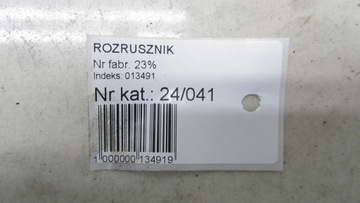 ROZRUSZNIK
Nr fabr. 23%
Indeks: 013491
Nr kat.: 24/041
1 000000 134919